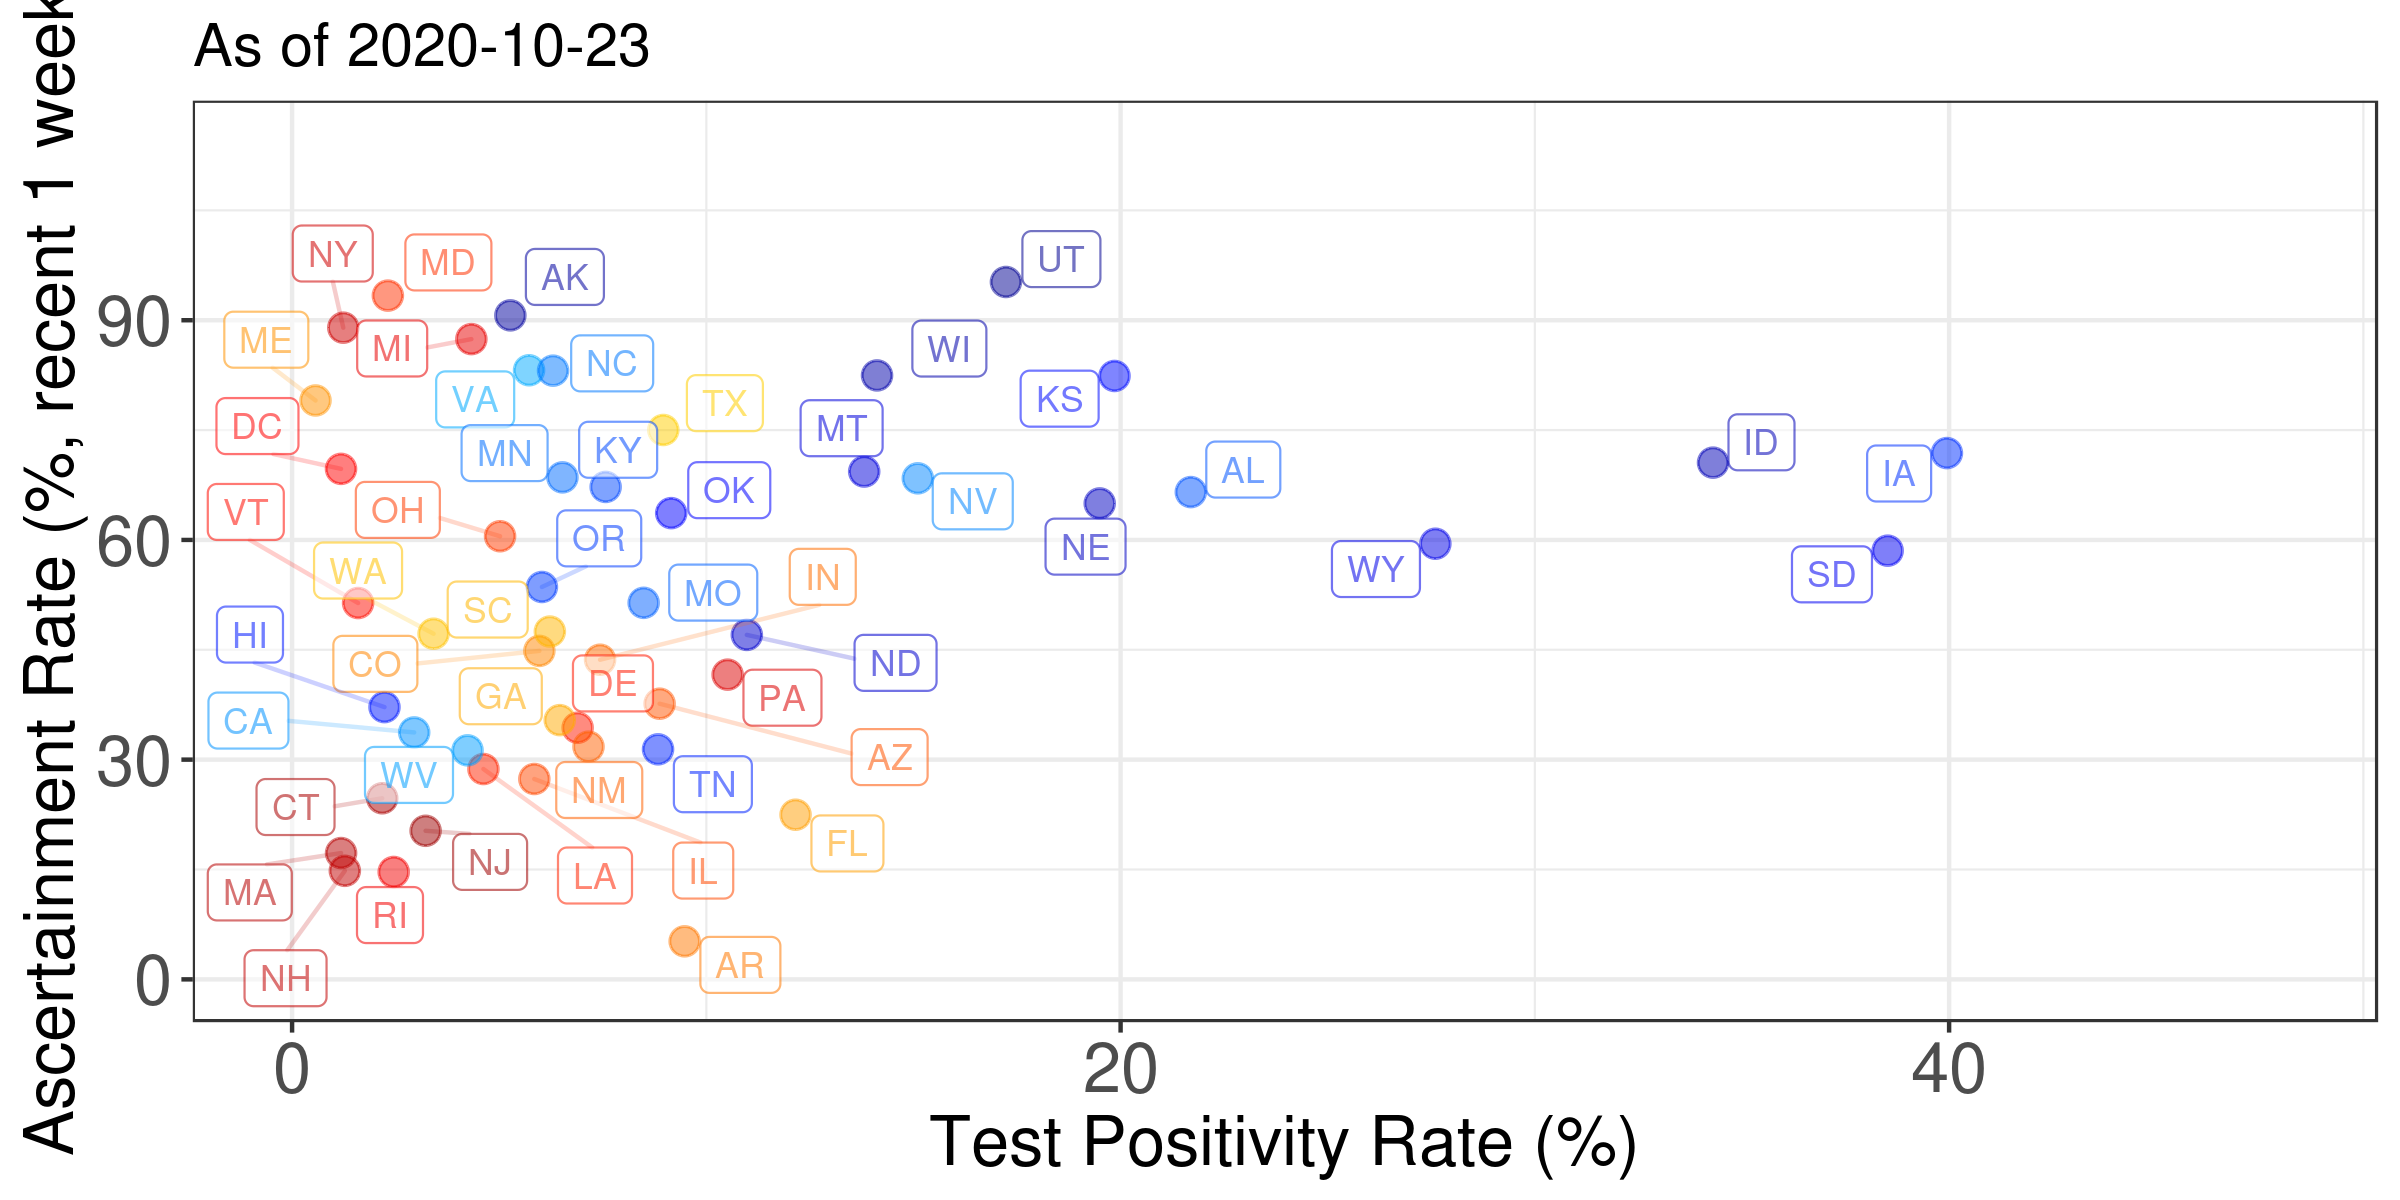 As of 2020-10-23
Ascertainment Rate (%, recent 1 week
90
60
30
0
NY
MD
AK
UT
ME
MI
WI
NC
VA
TX
KS
DC
MT
MN
KY
ID
IA
AL
OK
NV
VT
OH
OR
NE
WA
IN
WY
SD
SC
MO
HI
CO
ND
DE
GA
PA
CA
AZ
WV
NM
TN
CT
FL
NJ
LA
IL
MA
RI
AR
NH
0
20
40
Test Positivity Rate (%)